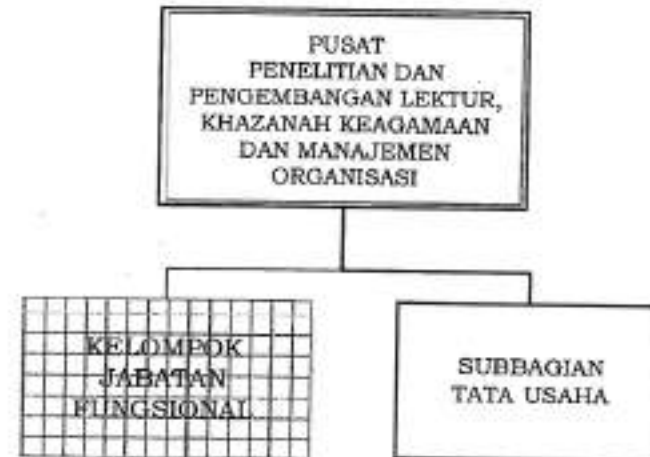 PUSAT
PENELITIAN DAN
PENGEMBANGAN LEKTUR,
KHAZANAH KEAGAMAAN
DAN MANAJEMEN
ORGANISASI
KELOMPOK
JABATAN
FUNGSIONAL
SUBBAGIAN
TATA USAHA